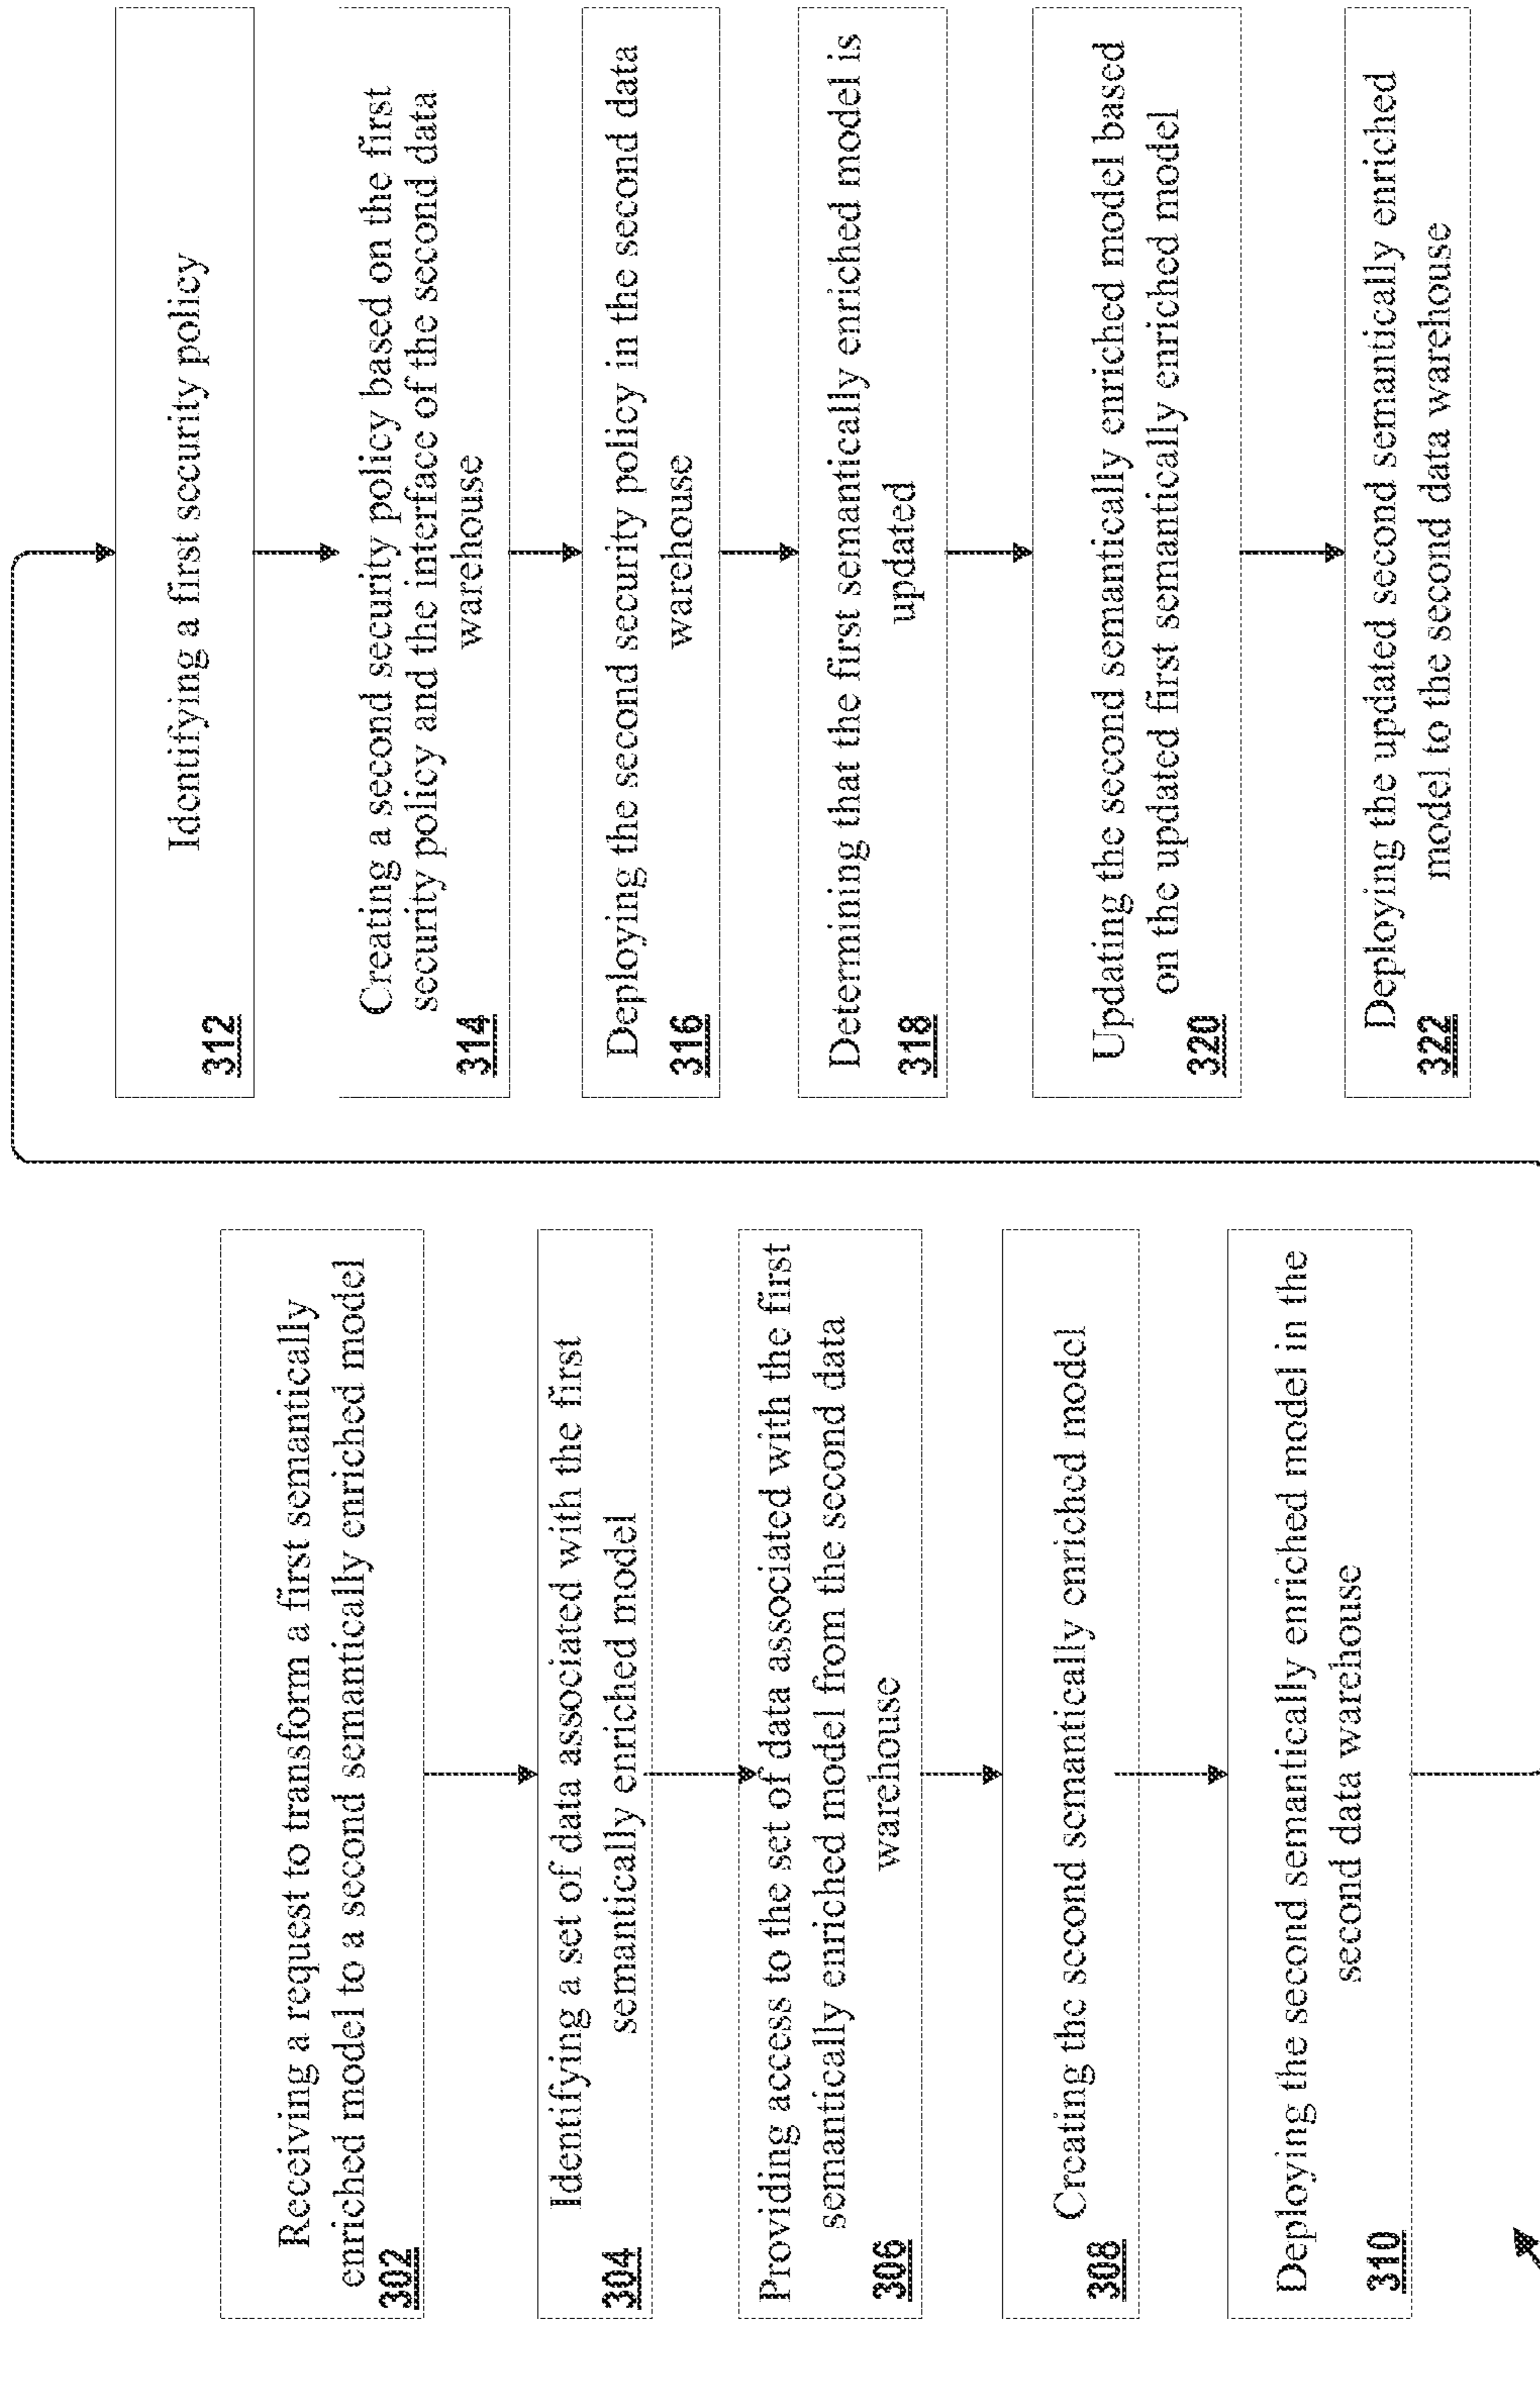 Receiving a request to transform a first semantically
enriched model to a second semantically enriched model
302
Identifying a set of data associated with the first
semantically enriched model
304
Providing access to the set of data associated with the first
semantically enriched model from the second data
warehouse
306
Creating the second semantically enriched model
308
Deploying the second semantically enriched model in the
second data warehouse
310
Identifying a first security policy
312
Creating a second security policy based on the first
security policy and the interface of the second data
warehouse
314
Deploying the second security policy in the second data
warehouse
316
Determining that the first semantically enriched model is
updated
318
Updating the second semantically enriched model based
on the updated first semantically enriched model
320
Deploying the updated second semantically enriched
model to the second data warehouse
322